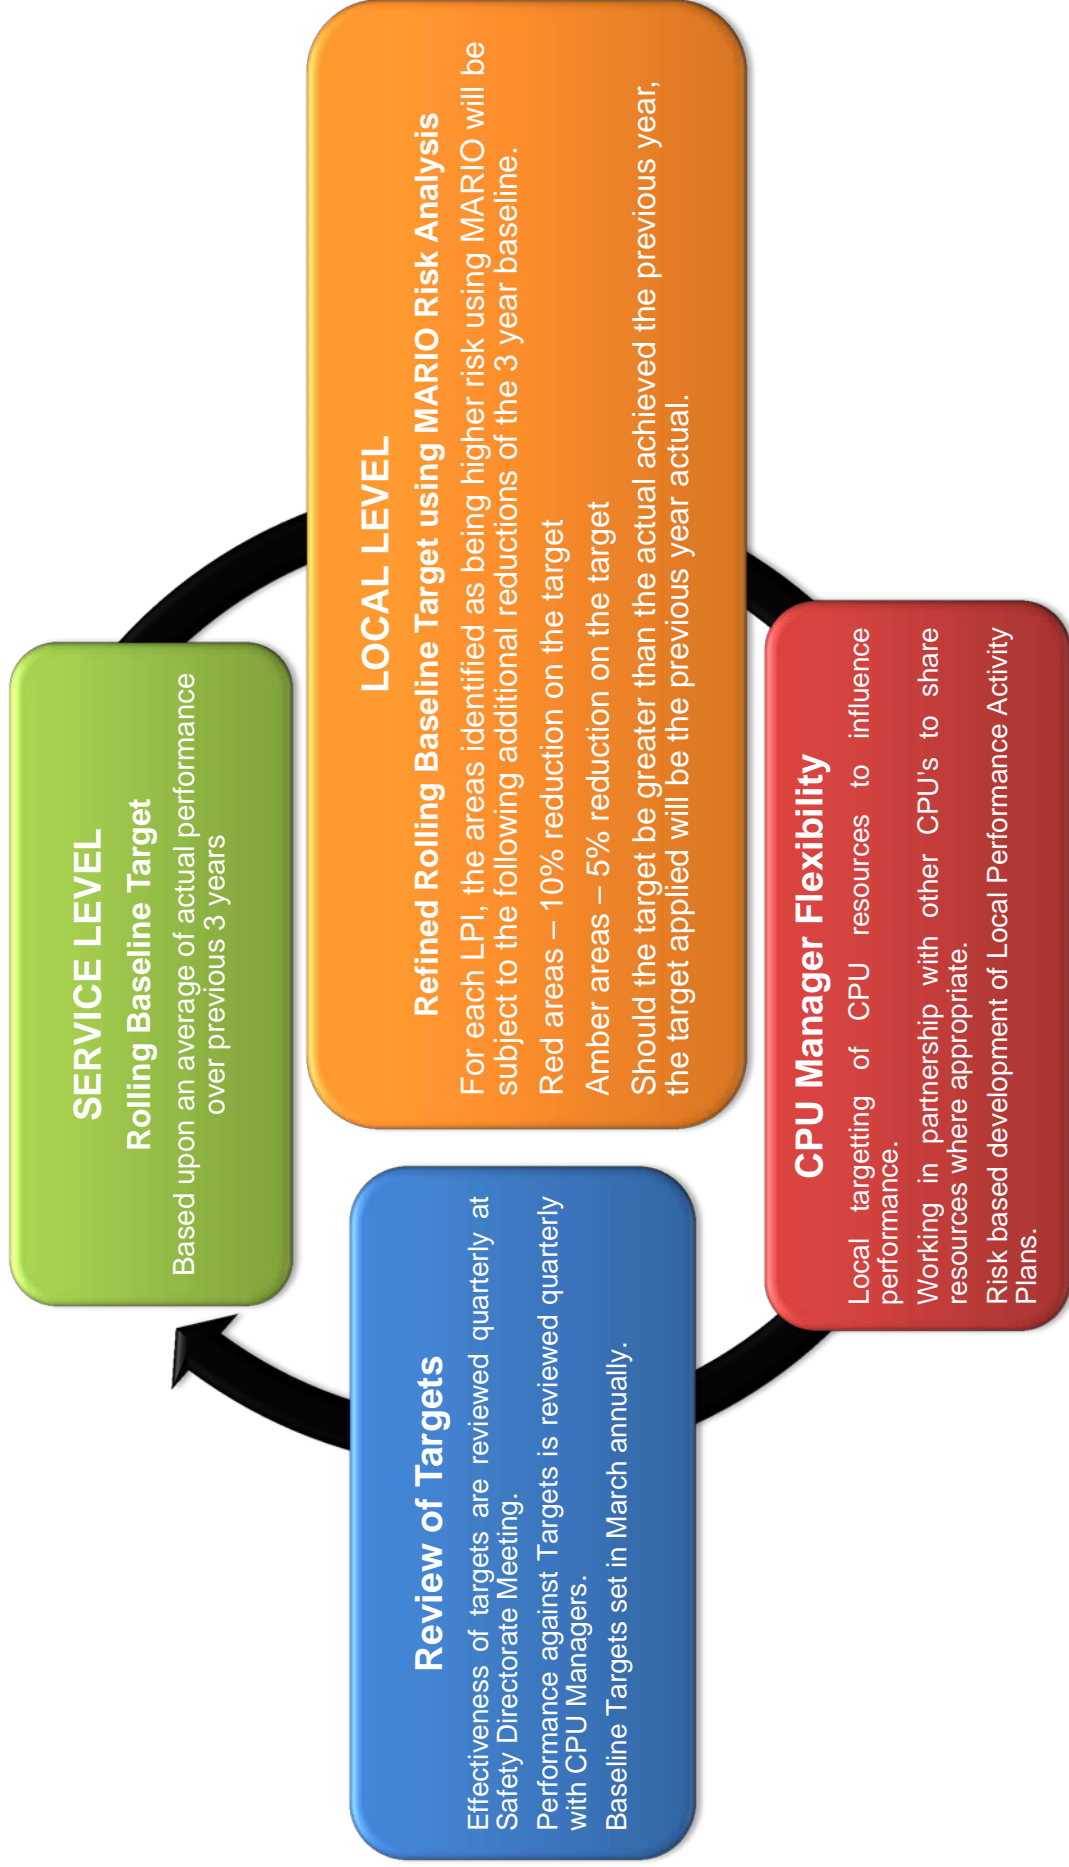 SERVICE LEVEL
Rolling Baseline Target
Based upon an average of actual performance
over previous 3 years
LOCAL LEVEL
Refined Rolling Baseline Target using MARIO Risk Analysis
For each LPI, the areas identified as being higher risk using MARIO will be
subject to the following additional reductions of the 3 year baseline.
Red areas – 10% reduction on the target
Amber areas – 5% reduction on the target
Should the target be greater than the actual achieved the previous year,
the target applied will be the previous year actual.
CPU Manager Flexibility
Local targetting of CPU resources to influence
performance.
Working in partnership with other CPU's to share
resources where appropriate.
Risk based development of Local Performance Activity
Plans.
Review of Targets
Effectiveness of targets are reviewed quarterly at
Safety Directorate Meeting.
Performance against Targets is reviewed quarterly
with CPU Managers.
Baseline Targets set in March annually.